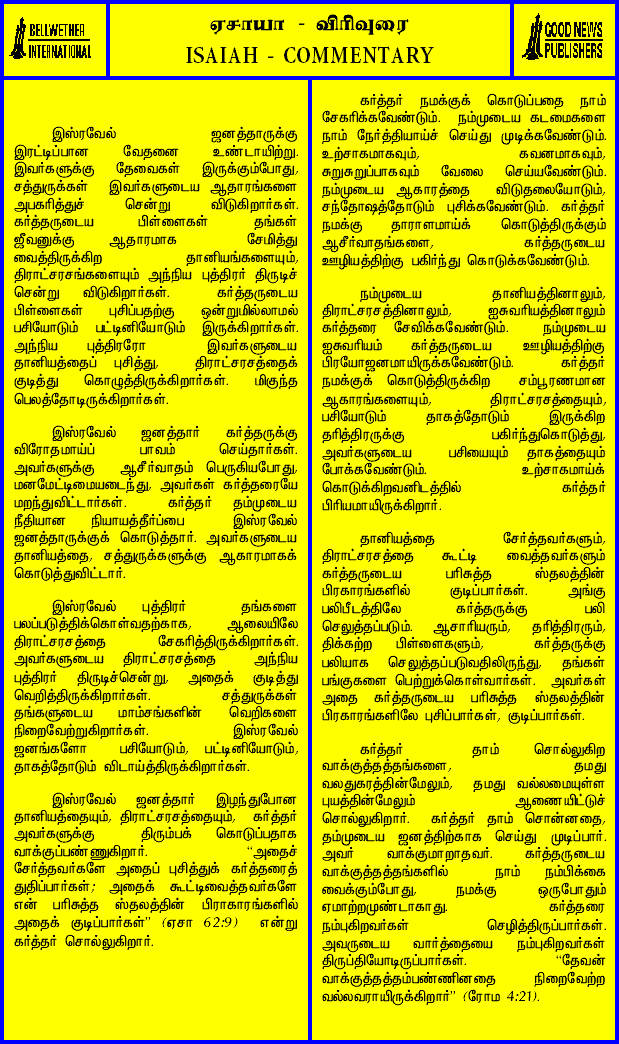 BELLWETHER
INTERNATIONAL
ஏசாயா - விரிவுரை
ISAIAH - COMMENTARY
GOOD NEWS
PUBLISHERS
இஸ்ரவேல் ஜனத்தாருக்கு
இரட்டிப்பான வேதனை உண்டாயிற்று.
இவர்களுக்கு தேவைகள் இருக்கும்போது,
சத்துருக்கள் இவர்களுடைய ஆதாரங்களை
அபகரித்துச் சென்று விடுகிறார்கள்.
கர்த்தருடைய பிள்ளைகள் தங்கள்
ஜீவனுக்கு ஆதாரமாக சேமித்து
வைத்திருக்கிற தானியங்களையும்,
திராட்சரசங்களையும் அந்நிய புத்திரர் திருடிச்
சென்று விடுகிறார்கள். கர்த்தருடைய
பிள்ளைகள் புசிப்பதற்கு ஒன்றுமில்லாமல்
பசியோடும் பட்டினியோடும் இருக்கிறார்கள்.
அந்நிய புத்திரரோ இவர்களுடைய
தானியத்தைப் புசித்து, திராட்சரசத்தைக்
குடித்து கொழுத்திருக்கிறார்கள். மிகுந்த
பெலத்தோடிருக்கிறார்கள்.
இஸ்ரவேல் ஜனத்தார் கர்த்தருக்கு
விரோதமாய்ப் பாவம் செய்தார்கள்.
அவர்களுக்கு ஆசீர்வாதம் பெருகியபோது,
மனமேட்டிமையடைந்து, அவர்கள் கர்த்தரையே
மறந்துவிட்டார்கள். கர்த்தர் தம்முடைய
நீதியான நியாயத்தீர்ப்பை இஸ்ரவேல்
ஜனத்தாருக்குக் கொடுத்தார். அவர்களுடைய
தானியத்தை, சத்துருக்களுக்கு ஆகாரமாகக்
கொடுத்துவிட்டார்.
இஸ்ரவேல் புத்திரர் தங்களை
பலப்படுத்திக்கொள்வதற்காக, ஆலையிலே
திராட்சரசத்தை சேகரித்திருக்கிறார்கள்.
அவர்களுடைய திராட்சரசத்தை அந்நிய
புத்திரர் திருடிச்சென்று, அதைக் குடித்து
வெறித்திருக்கிறார்கள். சத்துருக்கள்
தங்களுடைய மாம்சங்களின் வெறிகளை
நிறைவேற்றுகிறார்கள். இஸ்ரவேல்
ஜனங்களோ பசியோடும், பட்டினியோடும்,
தாகத்தோடும் விடாய்த்திருக்கிறார்கள்.
இஸ்ரவேல் ஜனத்தார் இழந்துபோன
தானியத்தையும், திராட்சரசத்தையும், கர்த்தர்
அவர்களுக்கு திரும்பக் கொடுப்பதாக
வாக்குப்பண்ணுகிறார். "அதைச்
சேர்த்தவர்களே அதைப் புசித்துக் கர்த்தரைத்
துதிப்பார்கள்; அதைக் கூட்டிவைத்தவர்களே
என் பரிசுத்த ஸ்தலத்தின் பிராகாரங்களில்
அதைக் குடிப்பார்கள்" (ஏசா 62:9) என்று
கர்த்தர் சொல்லுகிறார்.
கர்த்தர் நமக்குக் கொடுப்பதை நாம்
சேகரிக்கவேண்டும். நம்முடைய கடமைகளை
நாம் நேர்த்தியாய்ச் செய்து முடிக்கவேண்டும்.
உற்சாகமாகவும், கவனமாகவும்,
சுறுசுறுப்பாகவும் வேலை செய்யவேண்டும்.
நம்முடைய ஆகாரத்தை விடுதலையோடும்,
சந்தோஷத்தோடும் புசிக்கவேண்டும். கர்த்தர்
நமக்கு தாராளமாய்க் கொடுத்திருக்கும்
ஆசீர்வாதங்களை, கர்த்தருடைய
ஊழியத்திற்கு பகிர்ந்து கொடுக்கவேண்டும்.
நம்முடைய தானியத்தினாலும்,
திராட்சரசத்தினாலும், ஐசுவரியத்தினாலும்
கர்த்தரை சேவிக்கவேண்டும். நம்முடைய
ஐசுவரியம் கர்த்தருடைய ஊழியத்திற்கு
பிரயோஜனமாயிருக்கவேண்டும். கர்த்தர்
நமக்குக் கொடுத்திருக்கிற சம்பூரணமான
ஆகாரங்களையும், திராட்சரசத்தையும்,
பசியோடும் தாகத்தோடும் இருக்கிற
தரித்திரருக்கு பகிர்ந்துகொடுத்து,
அவர்களுடைய பசியையும் தாகத்தையும்
போக்கவேண்டும். உற்சாகமாய்க்
கொடுக்கிறவனிடத்தில் கர்த்தர்
பிரியமாயிருக்கிறார்.
தானியத்தை சேர்த்தவர்களும்,
திராட்சரசத்தை கூட்டி வைத்தவர்களும்
கர்த்தருடைய பரிசுத்த ஸ்தலத்தின்
பிரகாரங்களில் குடிப்பார்கள். அங்கு
பலிபீடத்திலே கர்த்தருக்கு பலி
செலுத்தப்படும். ஆசாரியரும், தரித்திரரும்,
திக்கற்ற பிள்ளைகளும், கர்த்தருக்கு
பலியாக செலுத்தப்படுவதிலிருந்து, தங்கள்
பங்குகளை பெற்றுக்கொள்வார்கள். அவர்கள்
அதை கர்த்தருடைய பரிசுத்த ஸ்தலத்தின்
பிரகாரங்களிலே புசிப்பார்கள், குடிப்பார்கள்.
கர்த்தர் தாம் சொல்லுகிற
வாக்குத்தத்தங்களை, தமது
வலதுகரத்தின்மேலும், தமது வல்லமையுள்ள
புயத்தின்மேலும் ஆணையிட்டுச்
சொல்லுகிறார். கர்த்தர் தாம் சொன்னதை,
தம்முடைய ஜனத்திற்காக செய்து முடிப்பார்.
அவர் வாக்குமாறாதவர். கர்த்தருடைய
வாக்குத்தத்தங்களில் நாம் நம்பிக்கை
வைக்கும்போது, நமக்கு ஒருபோதும்
ஏமாற்றமுண்டாகாது. கர்த்தரை
நம்புகிறவர்கள் செழித்திருப்பார்கள்.
அவருடைய வார்த்தையை நம்புகிறவர்கள்
திருப்தியோடிருப்பார்கள். "தேவன்
வாக்குத்தத்தம்பண்ணினதை நிறைவேற்ற
வல்லவராயிருக்கிறார்" (ரோம 4:21).